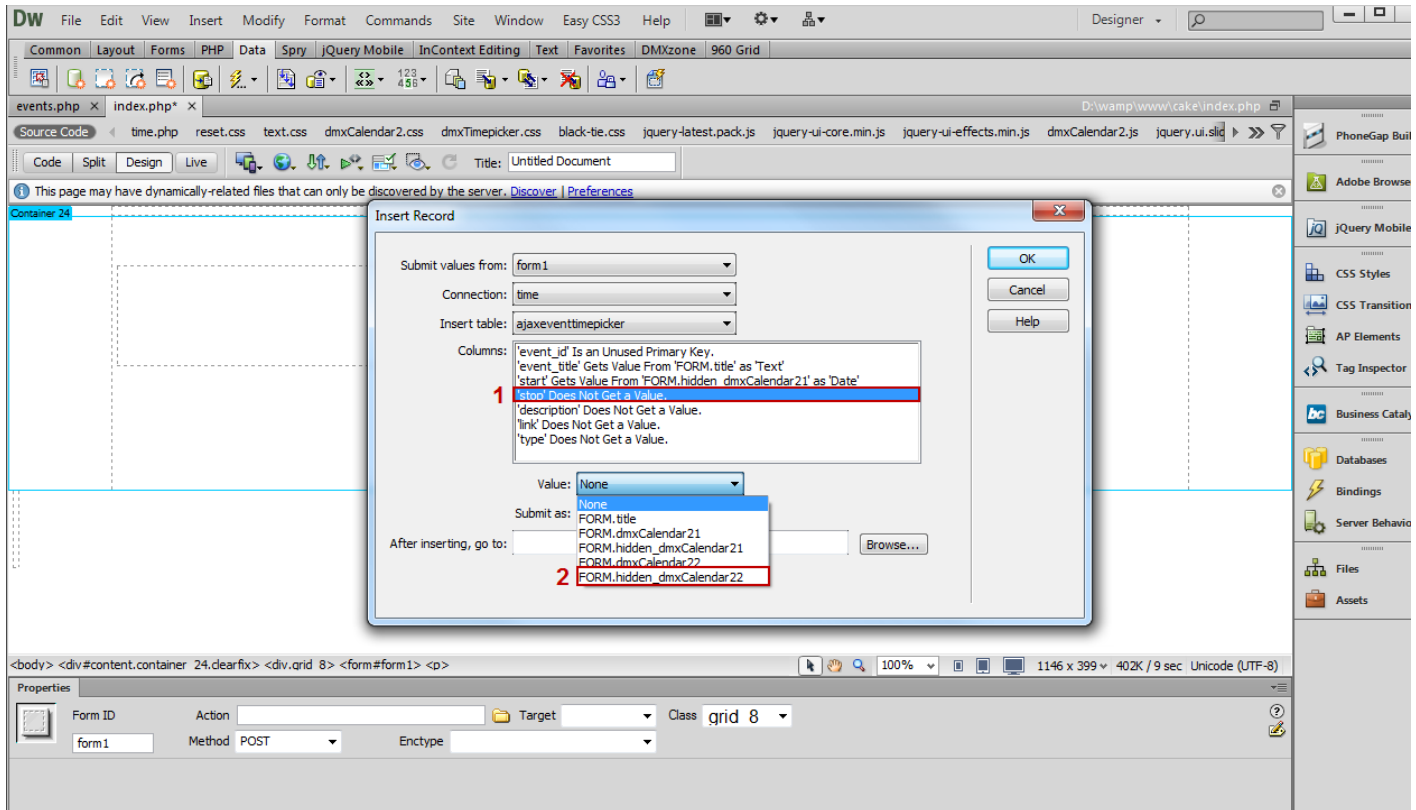 DW File Edit View Insert Modify Format Commands Site Window Easy CSS3 Help Designer
Common Layout Forms PHP Data Spry jQuery Mobile InContext Editing Text Favorites DMXzone 960 Grid
events.php × index.php* × D:\wamp\www\cake\index.php
Source Code time.php reset.css text.css dmxCalendar2.css dmxTimepicker.css black-tie.css jquery-latest.pack.js jquery-ui-core.min.js jquery-ui-effects.min.js dmxCalendar2.js jquery.ui.slid
Code Split Design Live Title: Untitled Document
This page may have dynamically-related files that can only be discovered by the server. Discover | Preferences
Container 24
Insert Record
Submit values from: form1
OK
Connection: time
Cancel
Insert table: ajaxeventtimepicker
Help
Columns: 'event_id' Is an Unused Primary Key.
'event_title' Gets Value From 'FORM.title' as 'Text'
'start' Gets Value From 'FORM.hidden_dmxCalendar21' as 'Date'
1 'stop' Does Not Get a Value.
'description' Does Not Get a Value.
'link' Does Not Get a Value.
'type' Does Not Get a Value.
Value: None
None
Submit as: FORM.title
FORM.dmxCalendar21
After inserting, go to: FORM.hidden_dmxCalendar21 Browse...
FORM.dmxCalendar22
2 FORM.hidden_dmxCalendar22
PhoneGap Buil
Adobe Browse
jQuery Mobile
CSS Styles
CSS Transition
AP Elements
Tag Inspector
Business Cataly
Databases
Bindings
Server Behavio
Files
Assets
<body> <div#content.container_24.clearfix> <div.grid_8> <form#form1> <p> 100% 1146 x 399 402K / 9 sec Unicode (UTF-8)
Properties
Form ID Action Target Class grid_8
form1 Method POST Enctype